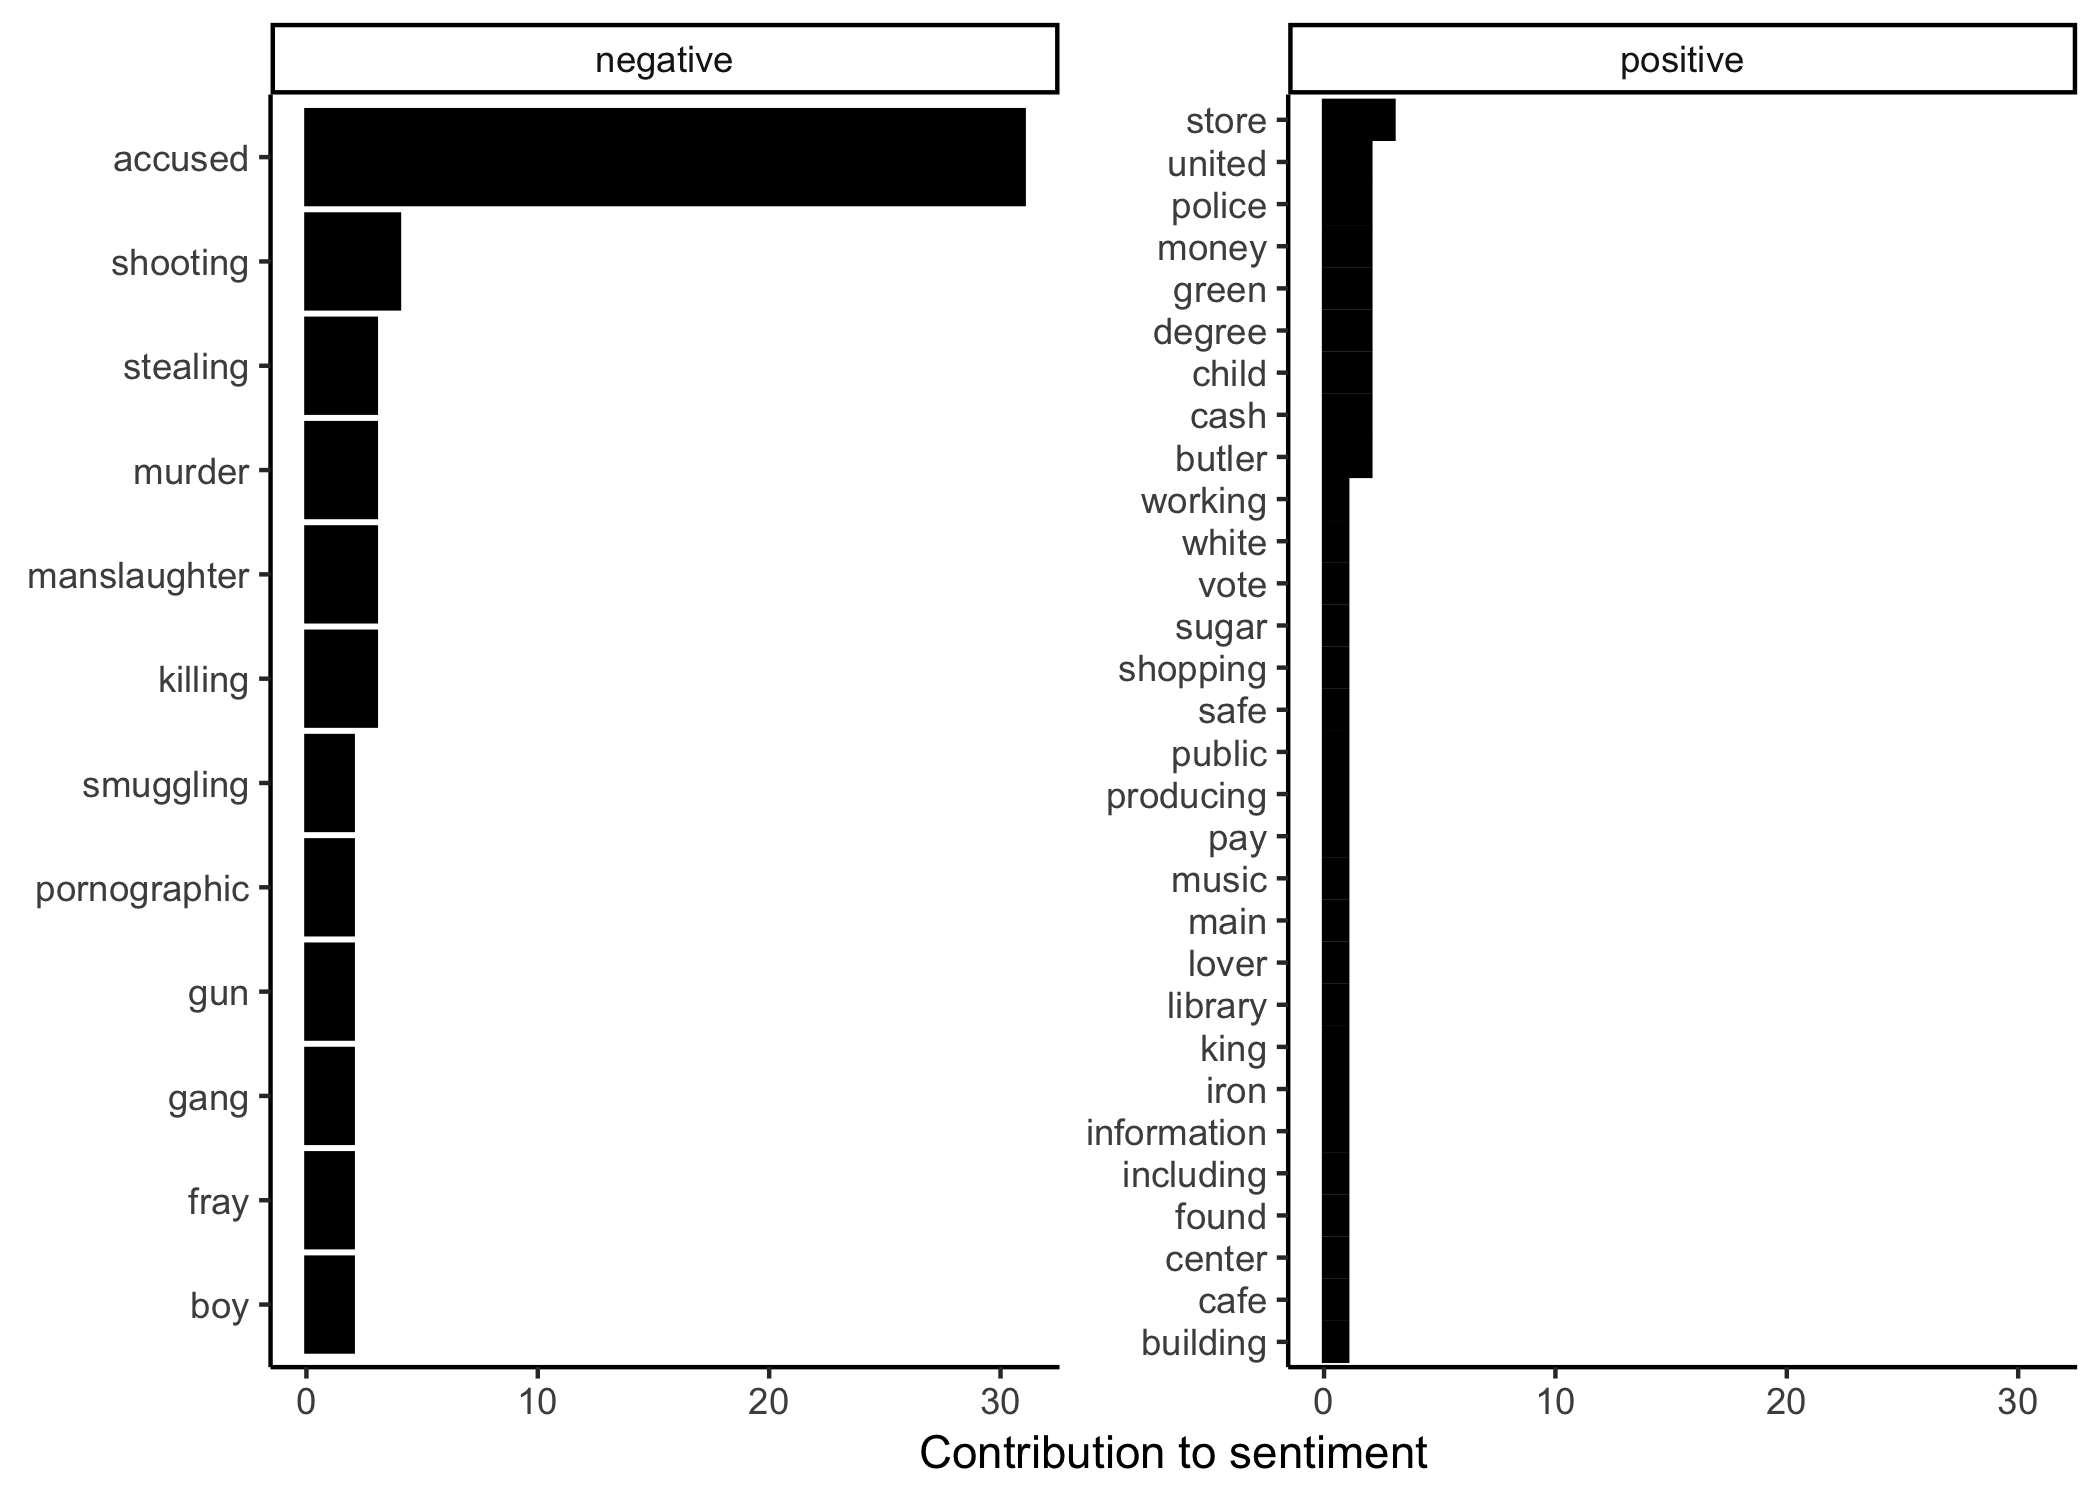 negative
accused
shooting
stealing
murder
manslaughter
killing
smuggling
pornographic
gun
gang
fray
boy
0 10 20 30
positive
store
united
police
money
green
degree
child
cash
butler
working
white
vote
sugar
shopping
safe
public
producing
pay
music
main
lover
library
king
iron
information
including
found
center
cafe
building
0 10 20 30
Contribution to sentiment